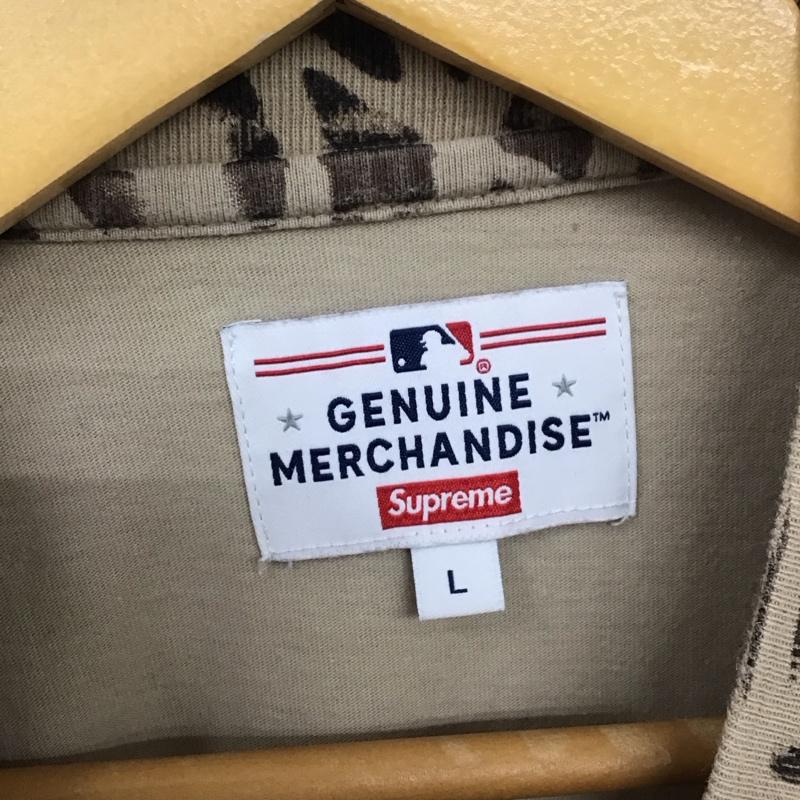 ®
GENUINE
MERCHANDISE™
Supreme
L